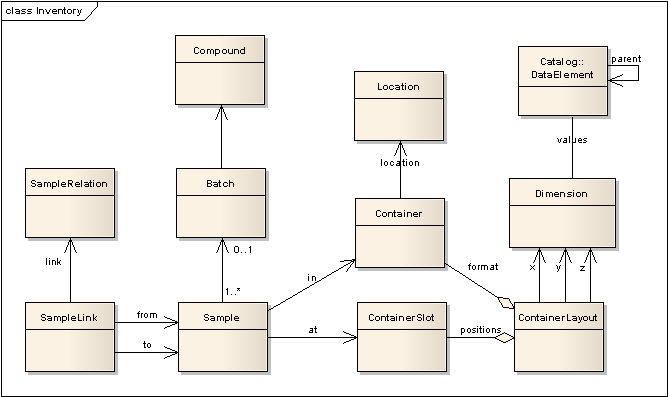 class Inventory
Compound
Catalog::
DataElement
parent
Location
values
location
SampleRelation
Batch
Dimension
Container
0..1
link
in
format
x
y
z
1..*
SampleLink
from
Sample
at
ContainerSlot
positions
ContainerLayout
to